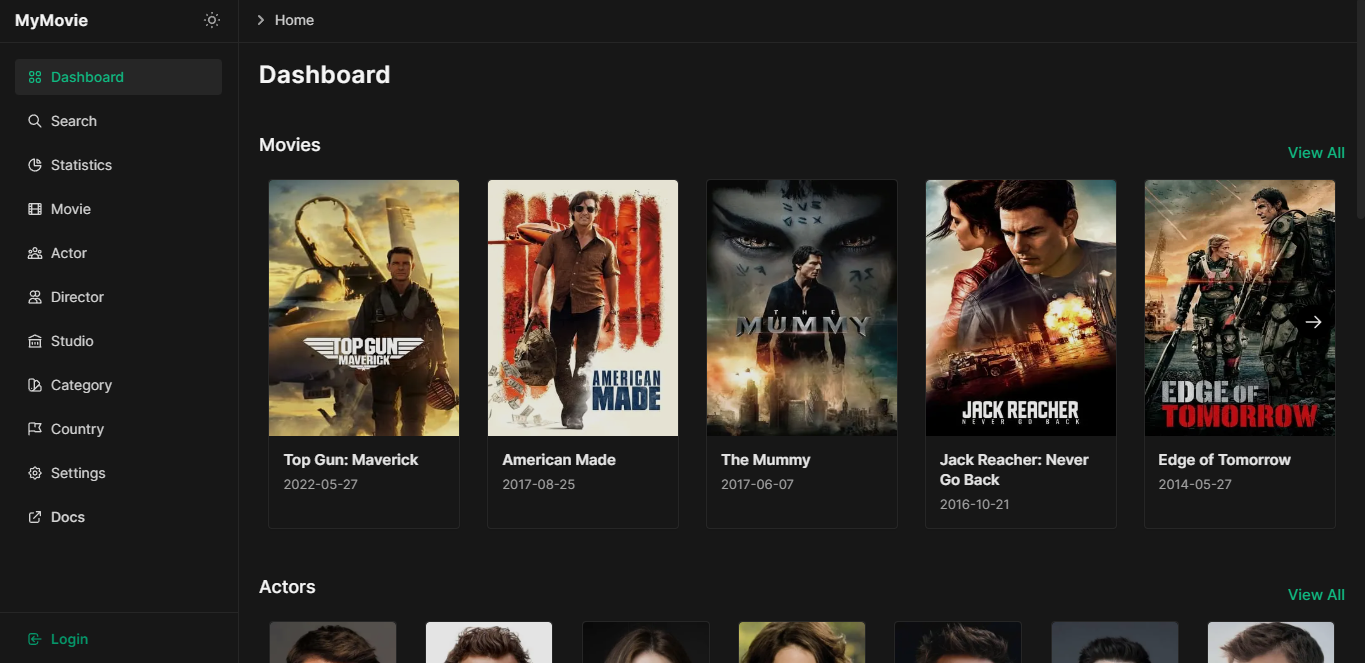 MyMovie
Home
Dashboard
Search
Statistics
Movie
Actor
Director
Studio
Category
Country
Settings
Docs
Login
Dashboard
Movies
View All
TOP GUN
MAVERICK
AMERICAN
MADE
THE
MUMMY
JACK REACHER
NEVER GO BACK
EDGE OF
TOMORROW
Top Gun: Maverick
2022-05-27
American Made
2017-08-25
The Mummy
2017-06-07
Jack Reacher: Never
Go Back
2016-10-21
Edge of Tomorrow
2014-05-27
Actors
View All